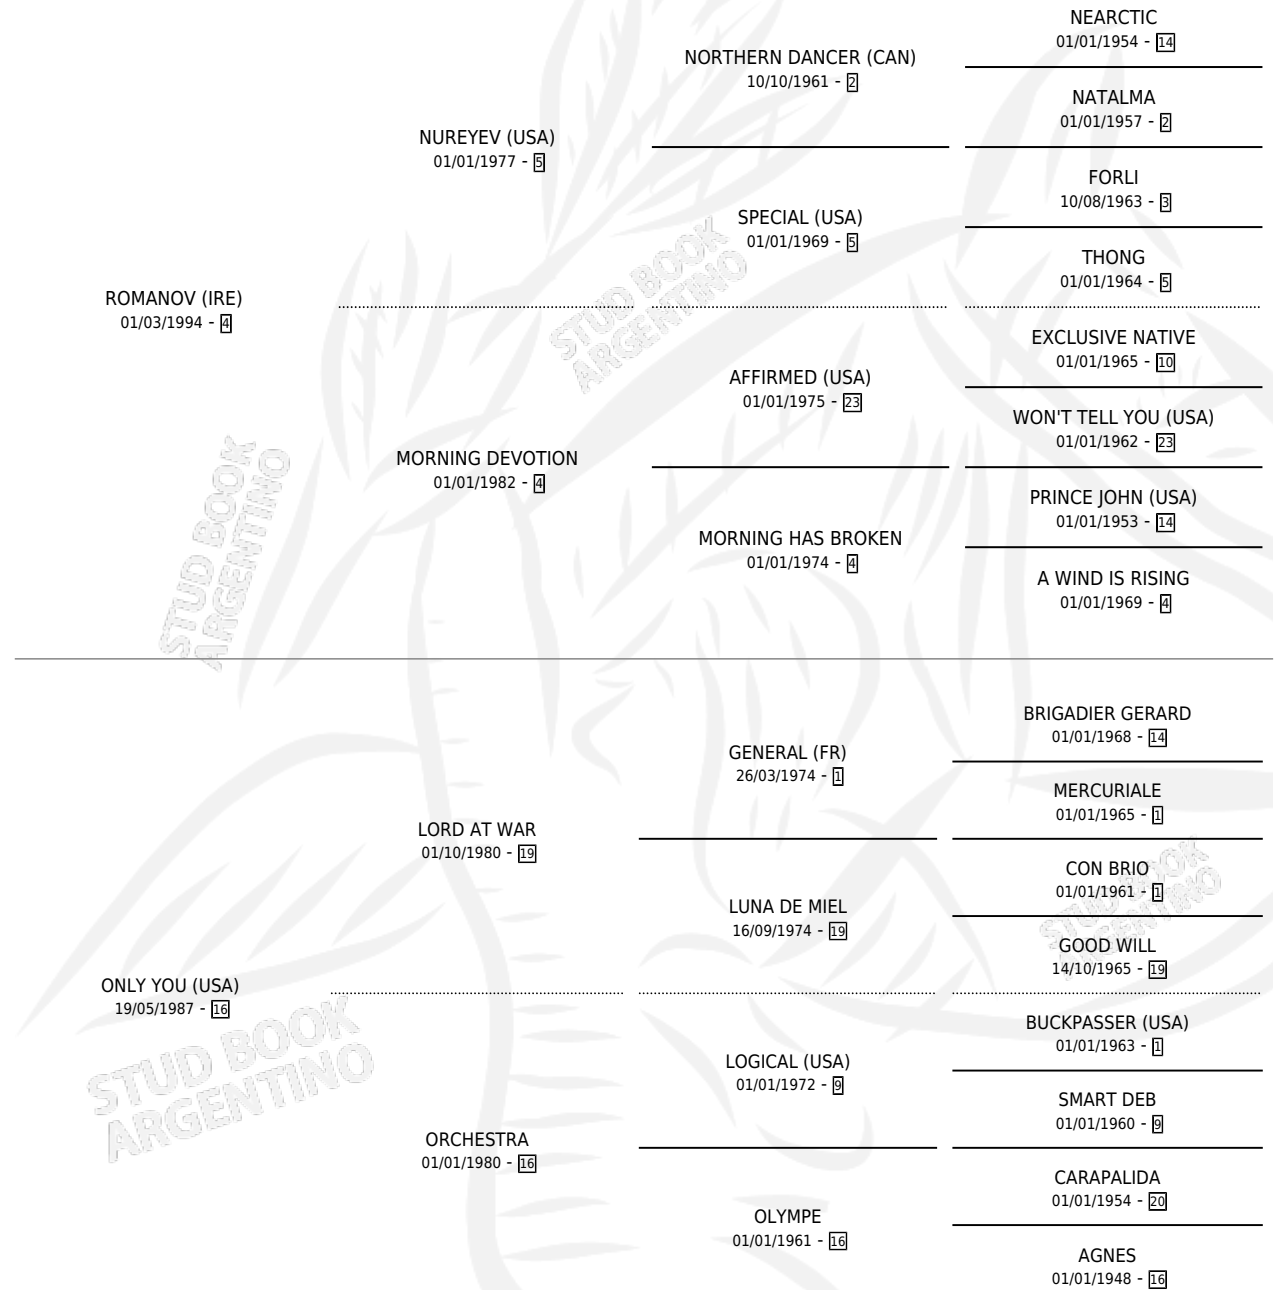 NEARCTIC
01/01/1954 - 14
NORTHERN DANCER (CAN)
10/10/1961 - 2
NATALMA
01/01/1957 - 2
NUREYEV (USA)
01/01/1977 - 5
FORLI
10/08/1963 - 3
SPECIAL (USA)
01/01/1969 - 5
THONG
01/01/1964 - 5
ROMANOV (IRE)
01/03/1994 - 4
STUD BOOK
ARGENTINO
EXCLUSIVE NATIVE
01/01/1965 - 10
AFFIRMED (USA)
01/01/1975 - 23
WON'T TELL YOU (USA)
01/01/1962 - 23
MORNING DEVOTION
01/01/1982 - 4
PRINCE JOHN (USA)
01/01/1953 - 14
MORNING HAS BROKEN
01/01/1974 - 4
A WIND IS RISING
01/01/1969 - 4
STUD BOOK
ARGENTINO
BRIGADIER GERARD
01/01/1968 - 14
GENERAL (FR)
26/03/1974 - 1
MERCURIALE
01/01/1965 - 1
LORD AT WAR
01/10/1980 - 19
CON BRIO
01/01/1961 - 1
LUNA DE MIEL
16/09/1974 - 19
GOOD WILL
14/10/1965 - 19
STUD BOOK
ARGENTINO
ONLY YOU (USA)
19/05/1987 - 16
BUCKPASSER (USA)
01/01/1963 - 1
LOGICAL (USA)
01/01/1972 - 9
SMART DEB
01/01/1960 - 9
STUD BOOK
ARGENTINO
ORCHESTRA
01/01/1980 - 16
CARAPALIDA
01/01/1954 - 20
OLYMPE
01/01/1961 - 16
AGNES
01/01/1948 - 16